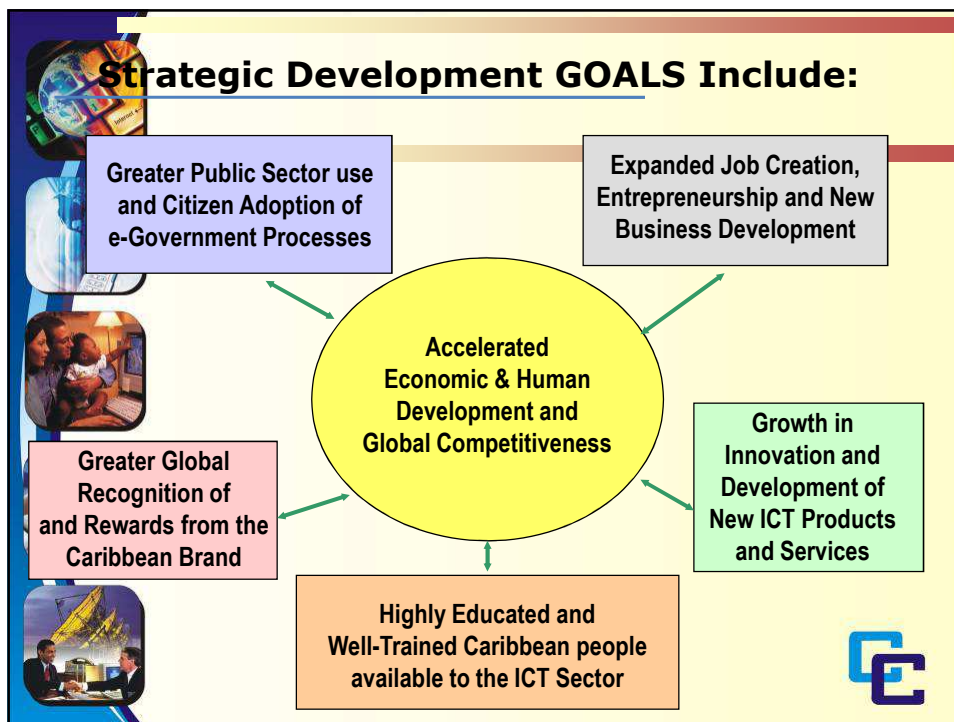 Strategic Development GOALS Include:
Greater Public Sector use
and Citizen Adoption of
e-Government Processes
Expanded Job Creation,
Entrepreneurship and New
Business Development
Accelerated
Economic & Human
Development and
Global Competitiveness
Greater Global
Recognition of
and Rewards from the
Caribbean Brand
Growth in
Innovation and
Development of
New ICT Products
and Services
Highly Educated and
Well-Trained Caribbean people
available to the ICT Sector
CC